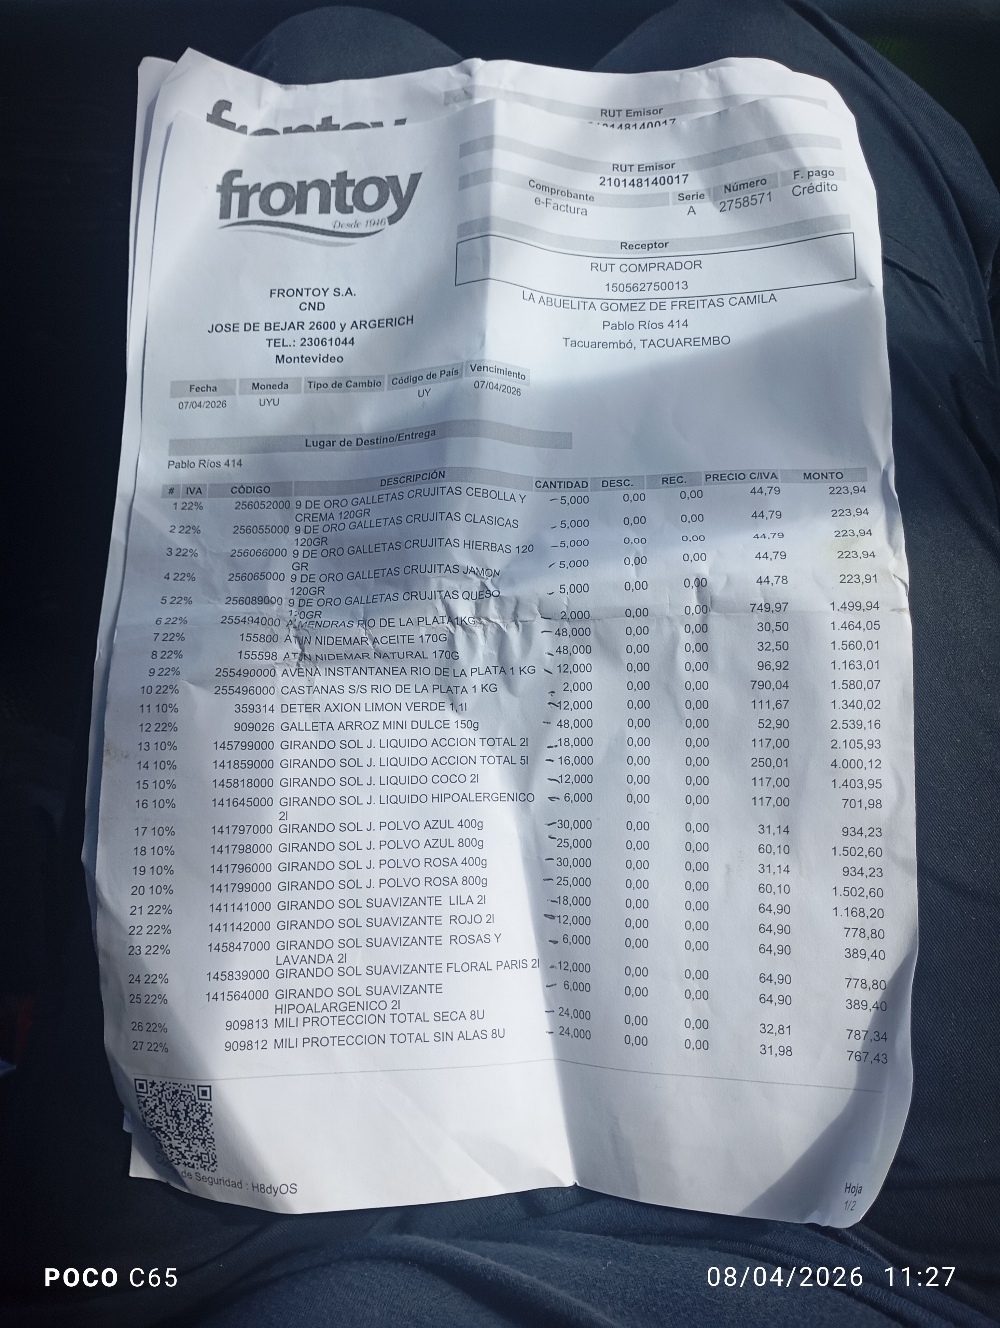 frontoy
RUT Emisor
210148140017
frontoy
Desde 1946
RUT Emisor
210148140017
Comprobante Serie Número F. pago
e-Factura A 2758571 Crédito
Receptor
RUT COMPRADOR
150562750013
LA ABUELITA GOMEZ DE FREITAS CAMILA
Pablo Ríos 414
Tacuarembó, TACUAREMBO
FRONTOY S.A.
CND
JOSE DE BEJAR 2600 y ARGERICH
TEL.: 23061044
Montevideo
Fecha Moneda Tipo de Cambio Código de País Vencimiento
07/04/2026 UYU UY 07/04/2026
Lugar de Destino/Entrega
Pablo Ríos 414
# IVA CÓDIGO DESCRIPCIÓN CANTIDAD DESC. REC. PRECIO C/IVA MONTO
1 22% 256052000 9 DE ORO GALLETAS CRUJITAS CEBOLLA Y 5,000 0,00 0,00 44,79 223,94
CREMA 120GR
2 22% 256055000 9 DE ORO GALLETAS CRUJITAS CLASICAS 5,000 0,00 0,00 44,79 223,94
120GR
3 22% 256066000 9 DE ORO GALLETAS CRUJITAS HIERBAS 120 5,000 0,00 0,00 44,79 223,94
GR
4 22% 256065000 9 DE ORO GALLETAS CRUJITAS JAMON 5,000 0,00 0,00 44,79 223,94
120GR
5 22% 256089000 9 DE ORO GALLETAS CRUJITAS QUESO 5,000 0,00 0,00 44,78 223,91
120GR
6 22% 255494000 ALMENDRAS RIO DE LA PLATA 1KG 2,000 0,00 0,00 749,97 1.499,94
7 22% 155800 ATUN NIDEMAR ACEITE 170G 48,000 0,00 0,00 30,50 1.464,05
8 22% 155598 ATUN NIDEMAR NATURAL 170G 48,000 0,00 0,00 32,50 1.560,01
9 22% 255490000 AVENA INSTANTANEA RIO DE LA PLATA 1 KG 12,000 0,00 0,00 96,92 1.163,01
10 22% 255496000 CASTANAS S/S RIO DE LA PLATA 1 KG 2,000 0,00 0,00 790,04 1.580,07
11 10% 359314 DETER AXION LIMON VERDE 1,1l 12,000 0,00 0,00 111,67 1.340,02
12 22% 909026 GALLETA ARROZ MINI DULCE 150g 48,000 0,00 0,00 52,90 2.539,16
13 10% 145799000 GIRANDO SOL J. LIQUIDO ACCION TOTAL 2l 18,000 0,00 0,00 117,00 2.105,93
14 10% 141859000 GIRANDO SOL J. LIQUIDO ACCION TOTAL 5l 16,000 0,00 0,00 250,01 4.000,12
15 10% 145818000 GIRANDO SOL J. LIQUIDO COCO 2l 12,000 0,00 0,00 117,00 1.403,95
16 10% 141645000 GIRANDO SOL J. LIQUIDO HIPOALERGENICO 6,000 0,00 0,00 117,00 701,98
2l
17 10% 141797000 GIRANDO SOL J. POLVO AZUL 400g 30,000 0,00 0,00 31,14 934,23
18 10% 141798000 GIRANDO SOL J. POLVO AZUL 800g 25,000 0,00 0,00 60,10 1.502,60
19 10% 141796000 GIRANDO SOL J. POLVO ROSA 400g 30,000 0,00 0,00 31,14 934,23
20 10% 141799000 GIRANDO SOL J. POLVO ROSA 800g 25,000 0,00 0,00 60,10 1.502,60
21 22% 141141000 GIRANDO SOL SUAVIZANTE LILA 2l 18,000 0,00 0,00 64,90 1.168,20
22 22% 141142000 GIRANDO SOL SUAVIZANTE ROJO 2l 12,000 0,00 0,00 64,90 778,80
23 22% 145847000 GIRANDO SOL SUAVIZANTE ROSAS Y 6,000 0,00 0,00 64,90 389,40
LAVANDA 2l
24 22% 145839000 GIRANDO SOL SUAVIZANTE FLORAL PARIS 2l 12,000 0,00 0,00 64,90 778,80
25 22% 141564000 GIRANDO SOL SUAVIZANTE 6,000 0,00 0,00 64,90 389,40
HIPOALARGENICO 2l
26 22% 909813 MILI PROTECCION TOTAL SECA 8U 24,000 0,00 0,00 32,81 787,34
27 22% 909812 MILI PROTECCION TOTAL SIN ALAS 8U 24,000 0,00 0,00 31,98 767,43
de Seguridad : H8dyOS
Hoja
1/2
POCO C65 08/04/2026 11:27